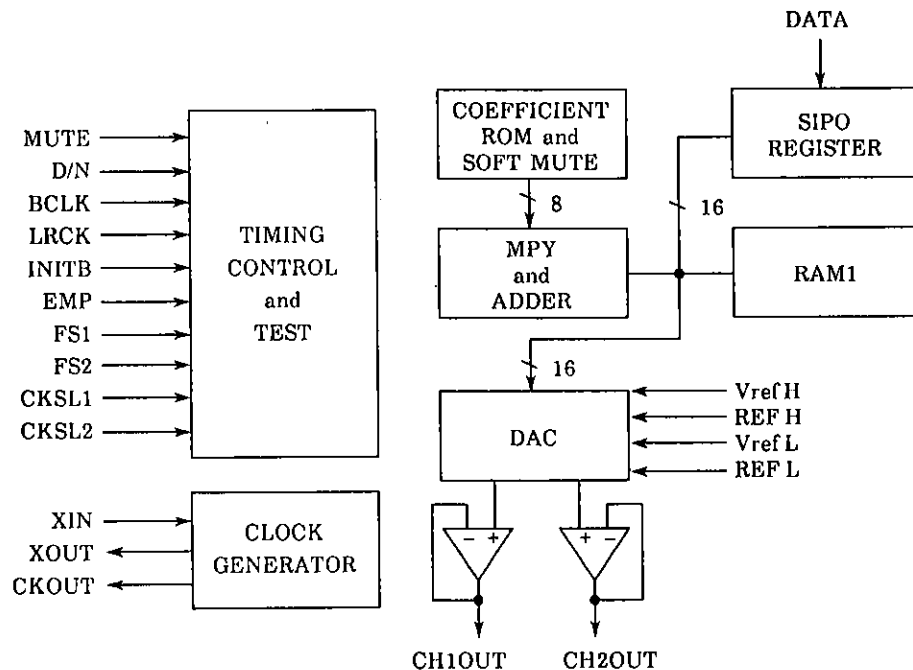 DATA
COEFFICIENT
ROM and
SOFT MUTE
SIPO
REGISTER
MUTE
D/N
BCLK
LRCK
INITB
EMP
FS1
FS2
CKSL1
CKSL2
TIMING
CONTROL
and
TEST
8
16
MPY
and
ADDER
RAM1
16
DAC
Vref H
REF H
Vref L
REF L
XIN
XOUT
CKOUT
CLOCK
GENERATOR
− +
+ −
CH1OUT
CH2OUT